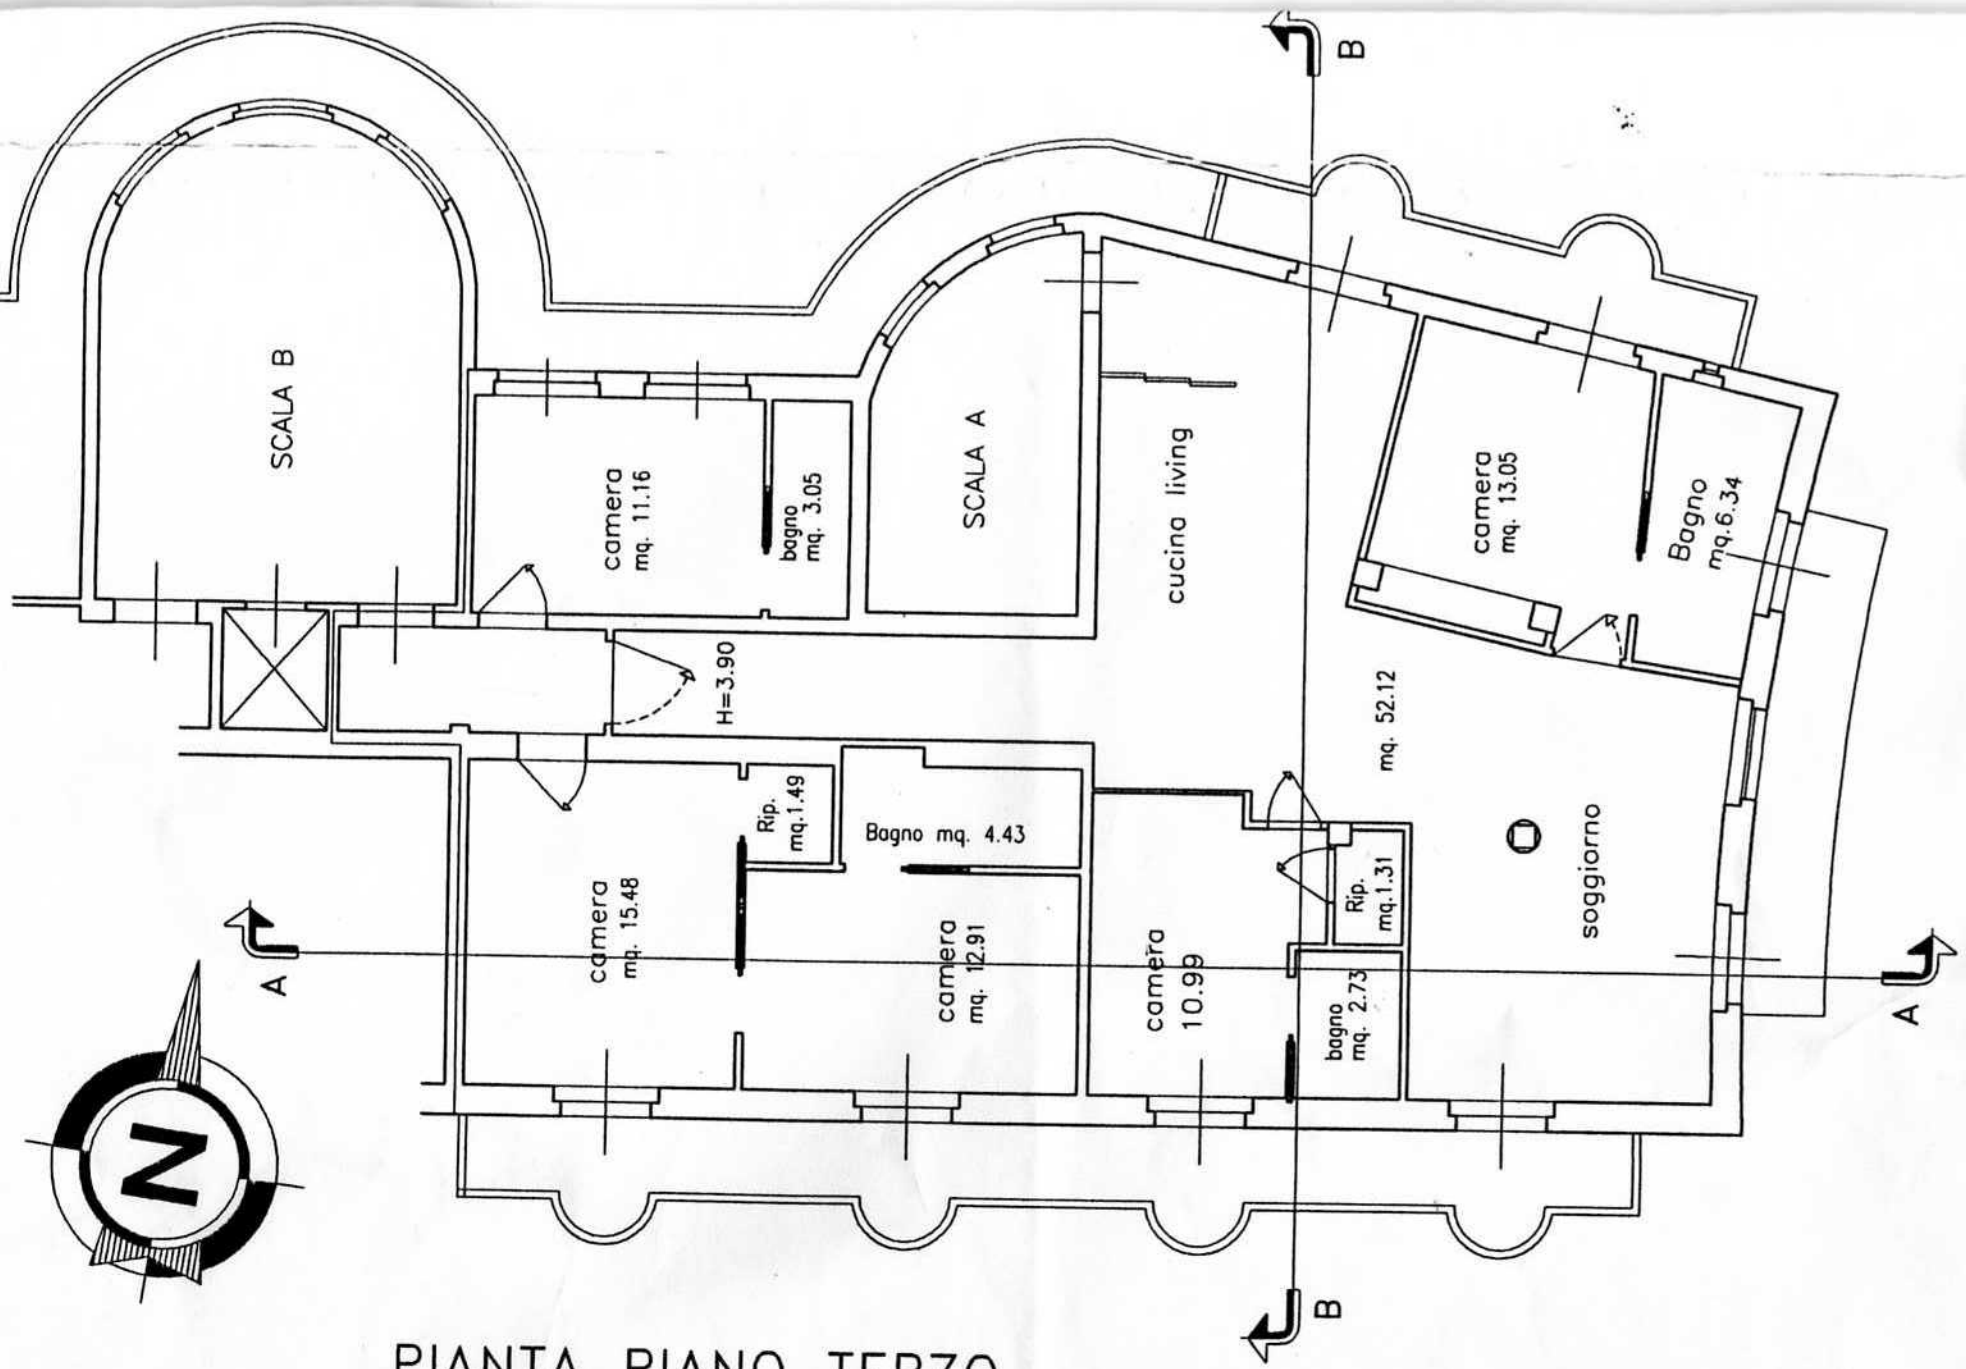 B
SCALA B
camera
mq. 11.16
bagno
mq. 3.05
SCALA A
cucina living
camera
mq. 13.05
Bagno
mq.6.34
H=3.90
mq. 52.12
Rip.
mq.1.49
Bagno mq. 4.43
camera
mq. 15.48
camera
mq. 12.91
camera
10.99
Rip.
mq.1.31
bagno
mq. 2.73
soggiorno
A
A
N
B
PIANTA PIANO TERZO